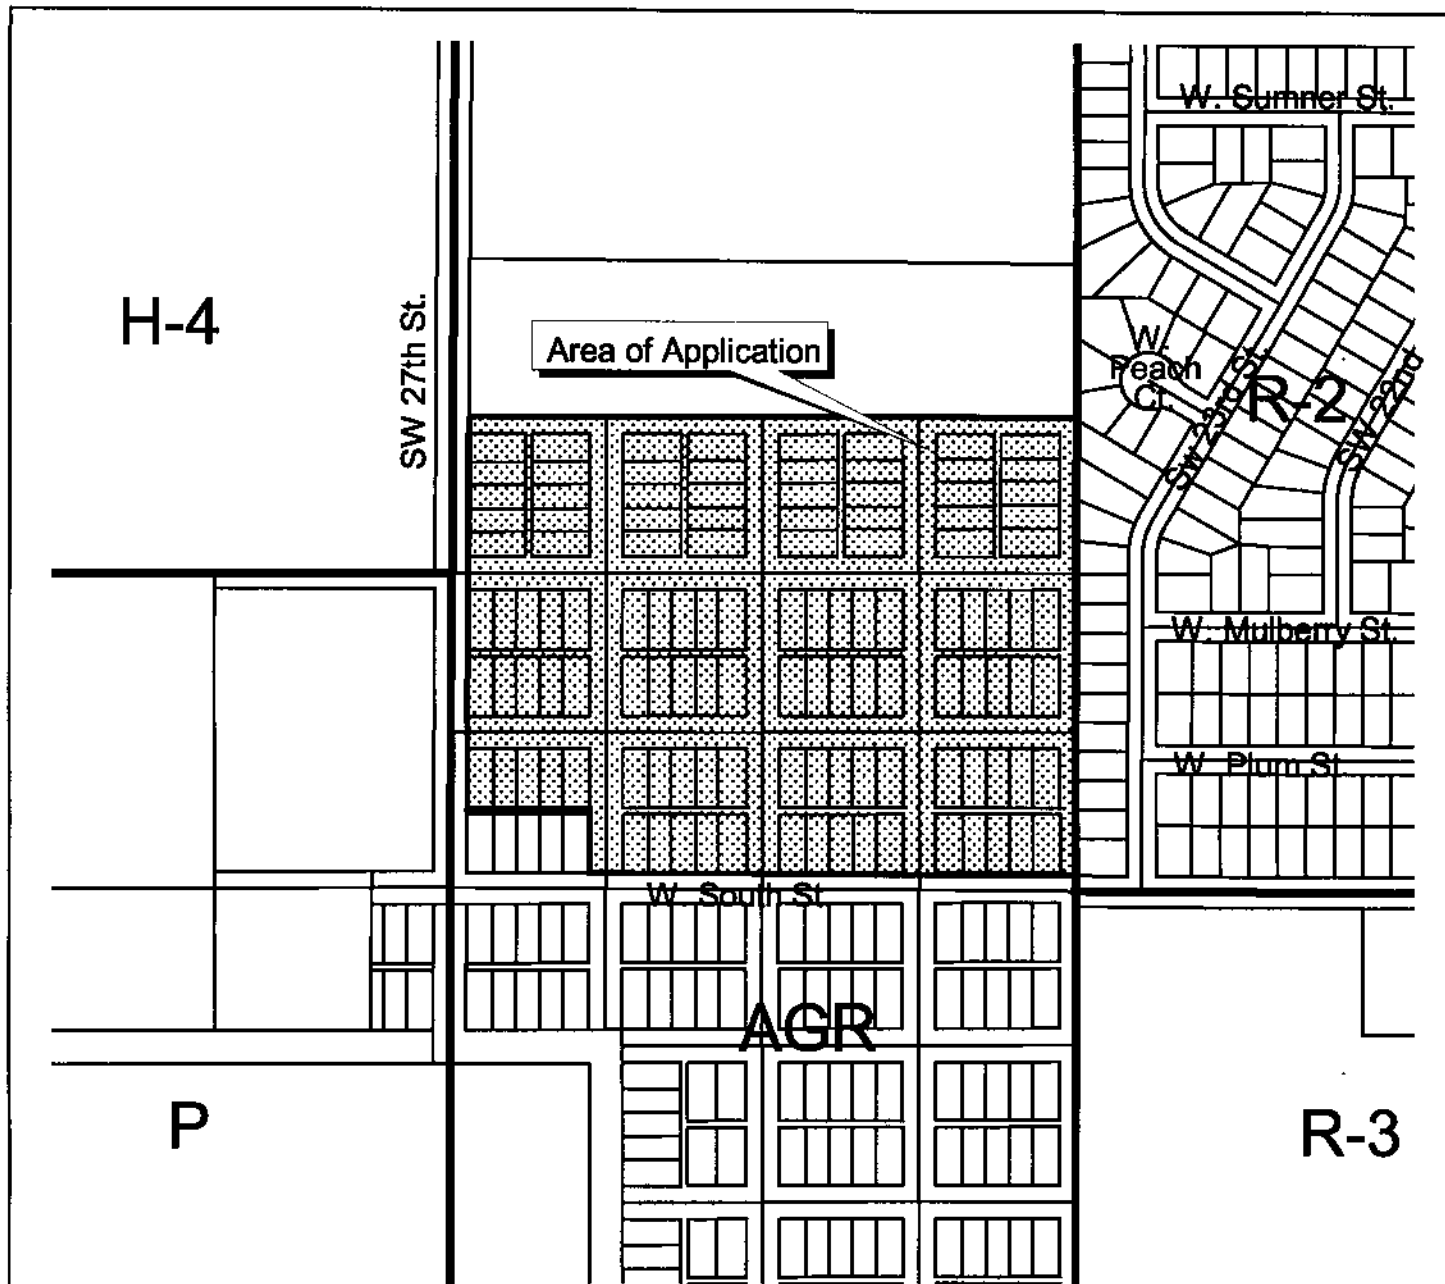 W. Sumner St.
H-4
SW 27th St.
Area of Application
W.
Peach
Ct.
SW 23rd St.
R-2
SW 22nd
W. Mulberry St.
W. Plum St.
W. South St.
AGR
P
R-3